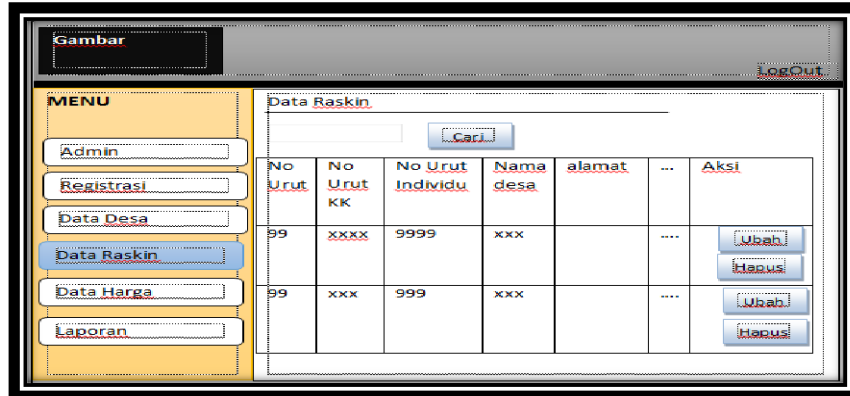 Gambar
LogOut
MENU
Admin
Registrasi
Data Desa
Data Raskin
Data Harga
Laporan
Data Raskin
Cari
No Urut
No Urut KK
No Urut Individu
Nama desa
alamat
...
Aksi
99
xxxx
9999
xxx
....
Ubah
Hapus
99
xxx
999
xxx
....
Ubah
Hapus